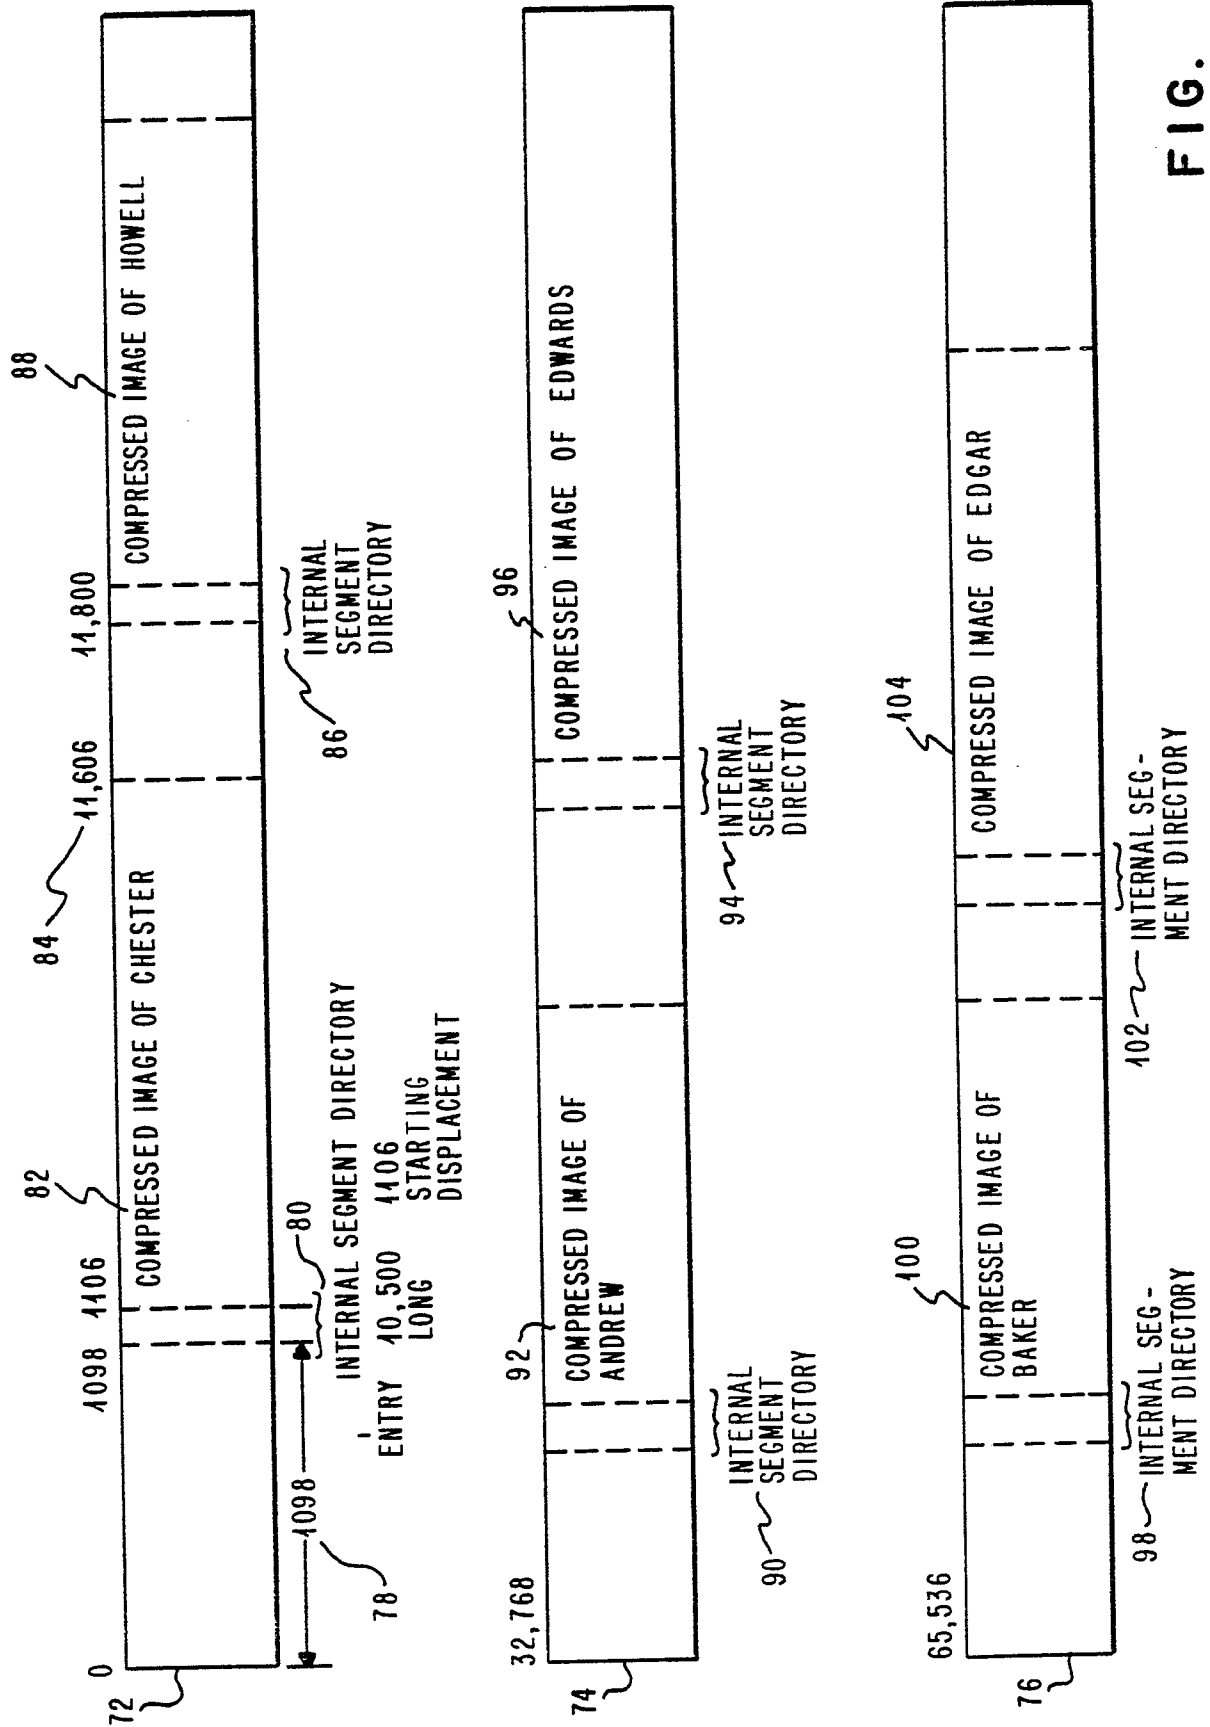 0
1098
1106
84
11,606
11,800
88
82
72
COMPRESSED IMAGE OF CHESTER
COMPRESSED IMAGE OF HOWELL
1098
78
80
INTERNAL SEGMENT DIRECTORY
ENTRY 10,500 1106
LONG STARTING
DISPLACEMENT
86
INTERNAL
SEGMENT
DIRECTORY
32,768
92
96
74
COMPRESSED IMAGE OF
ANDREW
COMPRESSED IMAGE OF EDWARDS
90
INTERNAL
SEGMENT
DIRECTORY
94
INTERNAL
SEGMENT
DIRECTORY
65,536
100
104
76
COMPRESSED IMAGE OF
BAKER
COMPRESSED IMAGE OF EDGAR
98
INTERNAL SEG-
MENT DIRECTORY
102
INTERNAL SEG-
MENT DIRECTORY
FIG.